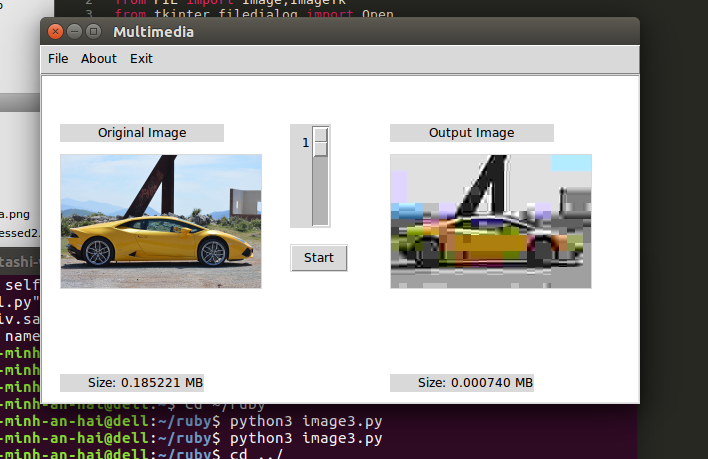 2 from PIL import Image,ImageTk
3 from tkinter.filedialog import Open
Multimedia
File About Exit
Original Image
1
Output Image
Start
a.png
essed2.
tashi-
self
l.py"
iv.sa
name
-minh
-minh
-minh
Size: 0.185221 MB
Size: 0.000740 MB
-minh-an-hai@dell:~$ cd ~/ruby
-minh-an-hai@dell:~/ruby$ python3 image3.py
-minh-an-hai@dell:~/ruby$ python3 image3.py
-minh-an-hai@dell:~/ruby$ cd ../